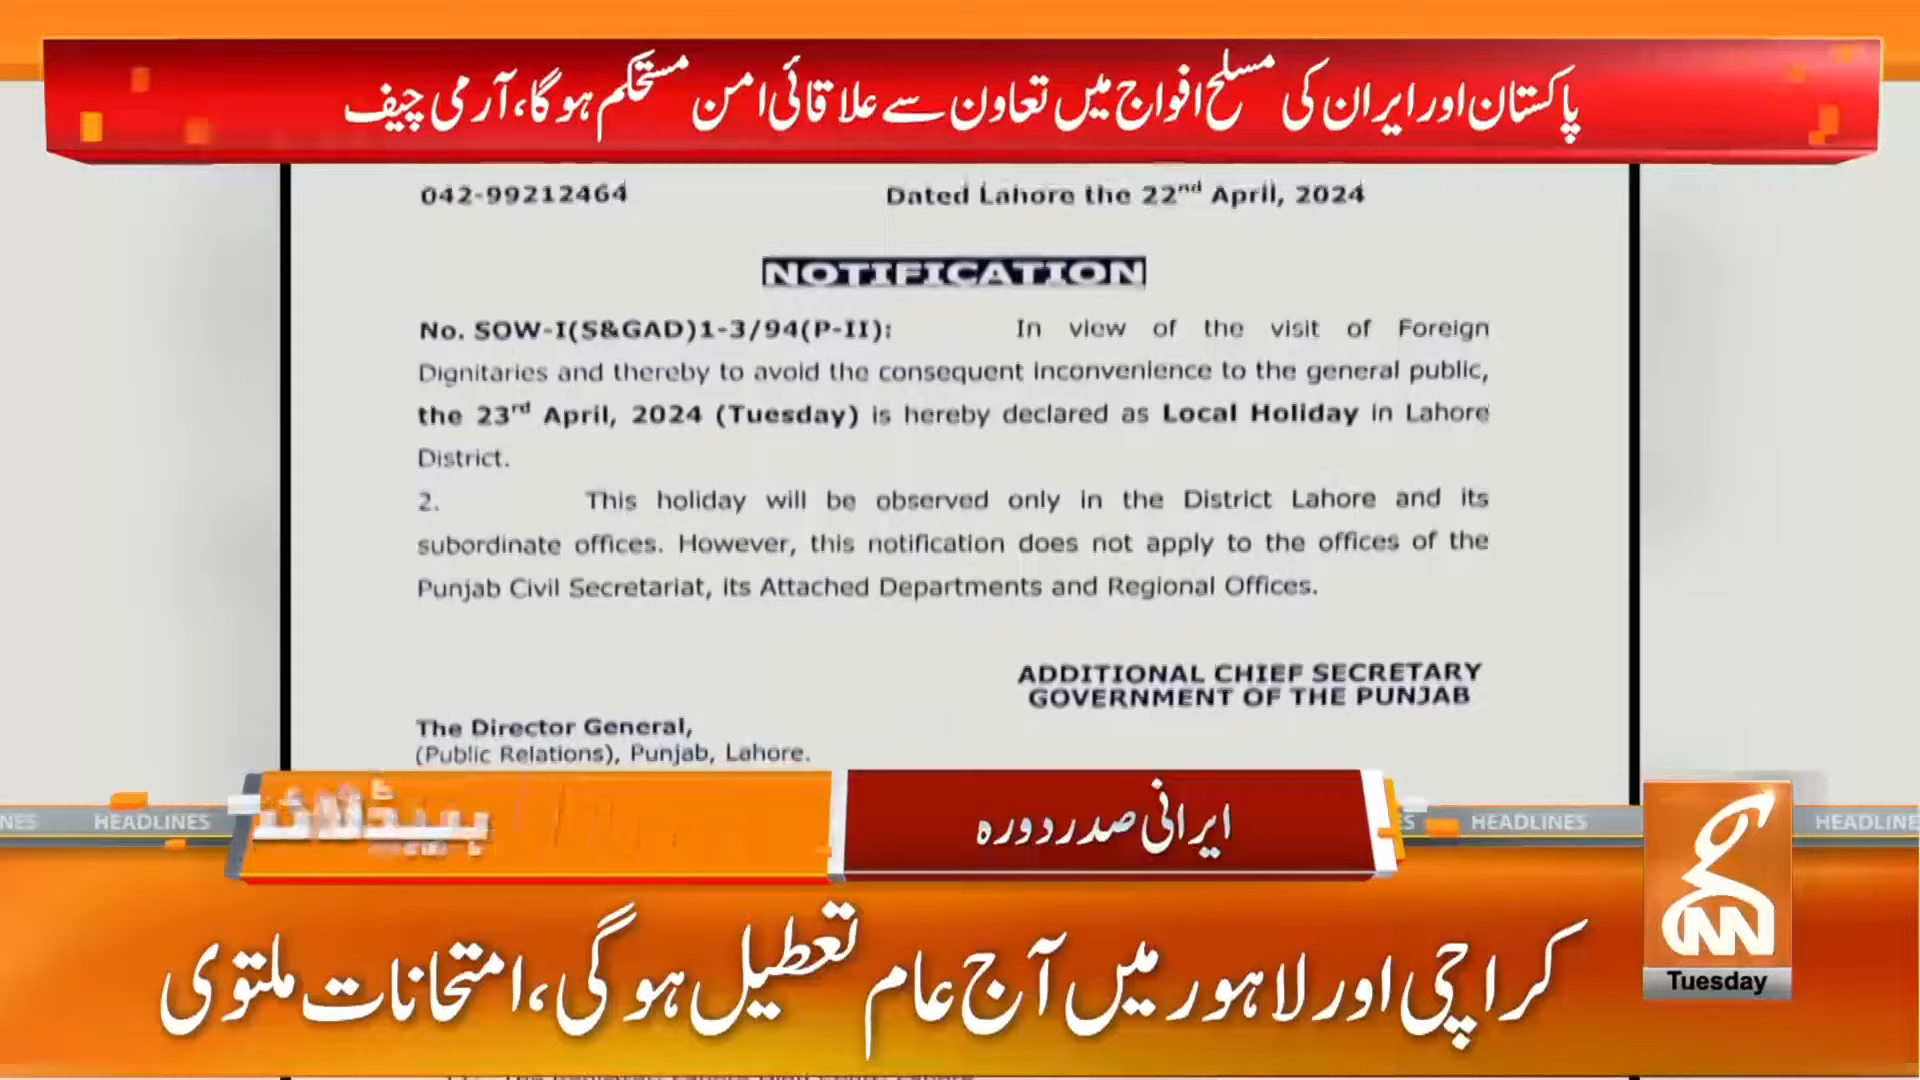 پاکستان اور ایران کی مسلح افواج میں تعاون سے علاقائی امن مستحکم ہوگا، آرمی چیف
042-99212464 Dated Lahore the 22nd April, 2024
NOTIFICATION
No. SOW-I(S&GAD)1-3/94(P-II): In view of the visit of Foreign
Dignitaries and thereby to avoid the consequent inconvenience to the general public,
the 23rd April, 2024 (Tuesday) is hereby declared as Local Holiday in Lahore
District.
2. This holiday will be observed only in the District Lahore and its
subordinate offices. However, this notification does not apply to the offices of the
Punjab Civil Secretariat, its Attached Departments and Regional Offices.
ADDITIONAL CHIEF SECRETARY
GOVERNMENT OF THE PUNJAB
The Director General,
(Public Relations), Punjab, Lahore.
HEADLINES
ایرانی صدر دورہ
HEADLINES
HEADLINE
GNN
Tuesday
کراچی اور لاہور میں آج عام تعطیل ہوگی، امتحانات ملتوی